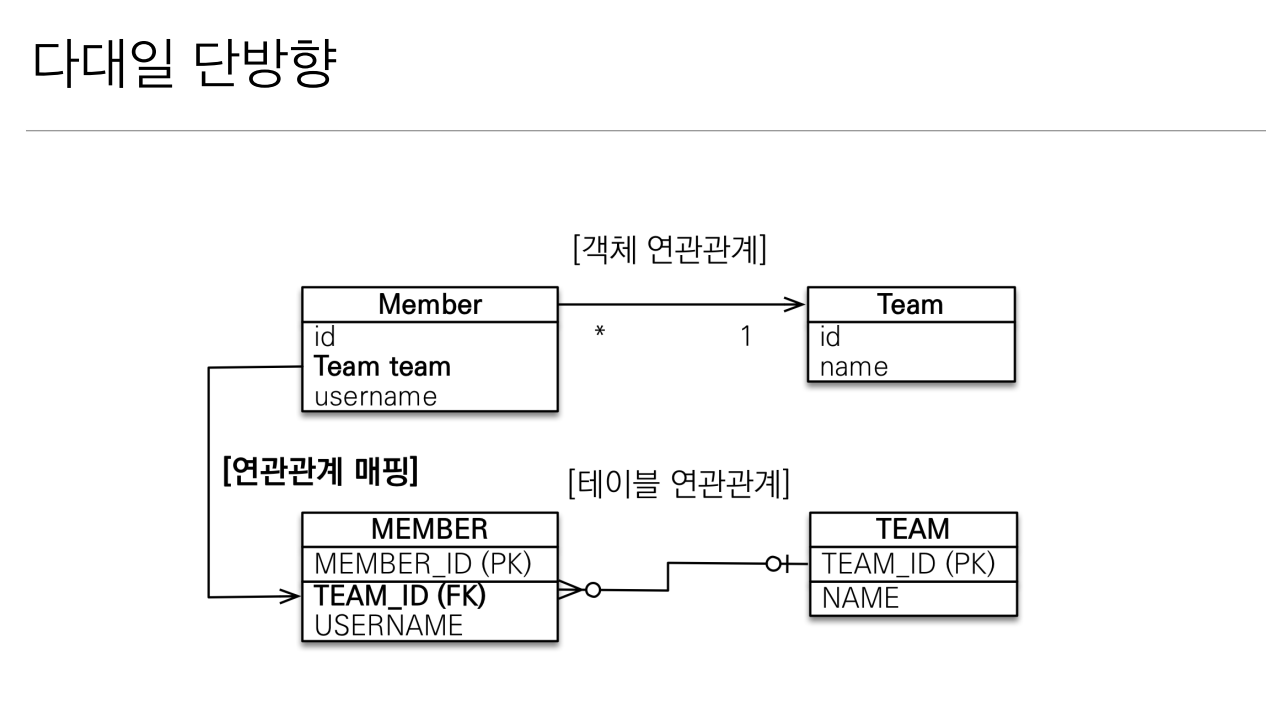 다대일 단방향
[객체 연관관계]
Member
id
Team team
username
* 1
Team
id
name
[연관관계 매핑]
[테이블 연관관계]
MEMBER
MEMBER_ID (PK)
TEAM_ID (FK)
USERNAME
TEAM
TEAM_ID (PK)
NAME